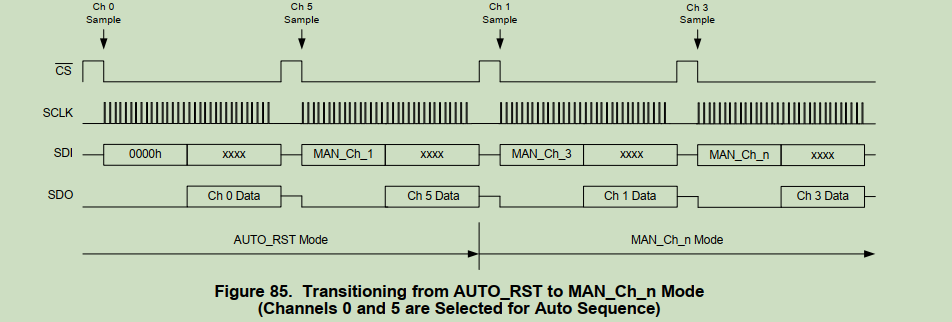 Ch 0
Sample
Ch 5
Sample
Ch 1
Sample
Ch 3
Sample
CS
SCLK
SDI
0000h
xxxx
MAN_Ch_1
xxxx
MAN_Ch_3
xxxx
MAN_Ch_n
xxxx
SDO
Ch 0 Data
Ch 5 Data
Ch 1 Data
Ch 3 Data
AUTO_RST Mode
MAN_Ch_n Mode
Figure 85. Transitioning from AUTO_RST to MAN_Ch_n Mode
(Channels 0 and 5 are Selected for Auto Sequence)